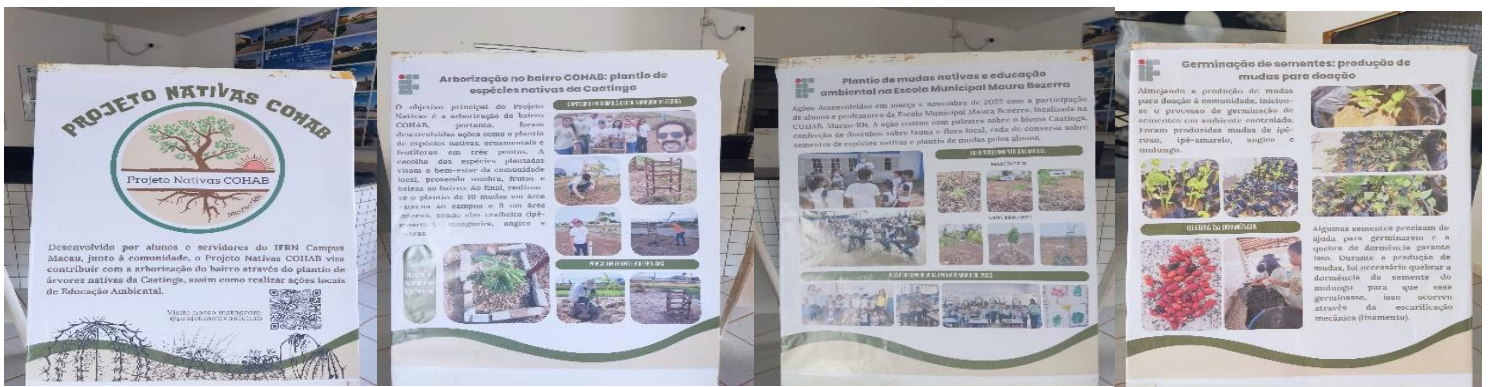 PROJETO NATIVAS COHAB
Projeto Nativas COHAB
Desenvolvido por alunos e servidores do IFRN Campus
Macau, junto à comunidade, o Projeto Nativas COHAB visa
contribuir com a arborização do bairro através do plantio de
árvores nativas da Caatinga, assim como realizar ações locais
de Educação Ambiental.
Visite nosso instagram:
@projetonativascohab
Arborização no bairro COHAB: plantio de
espécies nativas da Caatinga
O objetivo principal do Projeto
Nativas é a arborização do bairro
COHAB, portanto, foram
desenvolvidas ações como o plantio
de espécies nativas, ornamentais e
frutíferas em três pontos. A
escolha das espécies plantadas
visam o bem-estar da comunidade
local, provendo sombra, frutos e
beleza ao bairro. Ao final, realizou-
se o plantio de 10 mudas em área
ao campus e em área
sendo elas craibeira (ipê-
mangueira, angico e
Plantio de mudas nativas e educação
ambiental na Escola Municipal Maura Bezerra
Ações desenvolvidas em março e novembro de 2022 com a participação
de alunos e professores da Escola Municipal Maura Bezerra, localizada na
COHAB, Macau-RN. A ação contou com palestra sobre o bioma Caatinga,
confecção de desenhos sobre fauna e flora local, roda de conversa sobre
sementes de espécies nativas e plantio de mudas pelos alunos.
DESENVOLVIMENTO DAS MUDAS
Germinação de sementes: produção de
mudas para doação
Almejando a produção de mudas
para doação à comunidade, iniciou-
se o processo de germinação de
sementes em ambiente controlado.
Foram produzidas mudas de ipê-
roxo, ipê-amarelo, angico e
mulungo.
QUEBRA DA DORMÊNCIA
Algumas sementes precisam de
ajuda para germinarem e a
quebra de dormência garante
isso. Durante a produção de
mudas, foi necessário quebrar a
dormência da semente do
mulungo para que essa
germinasse, isso ocorreu
através da escarificação
mecânica (lixamento).